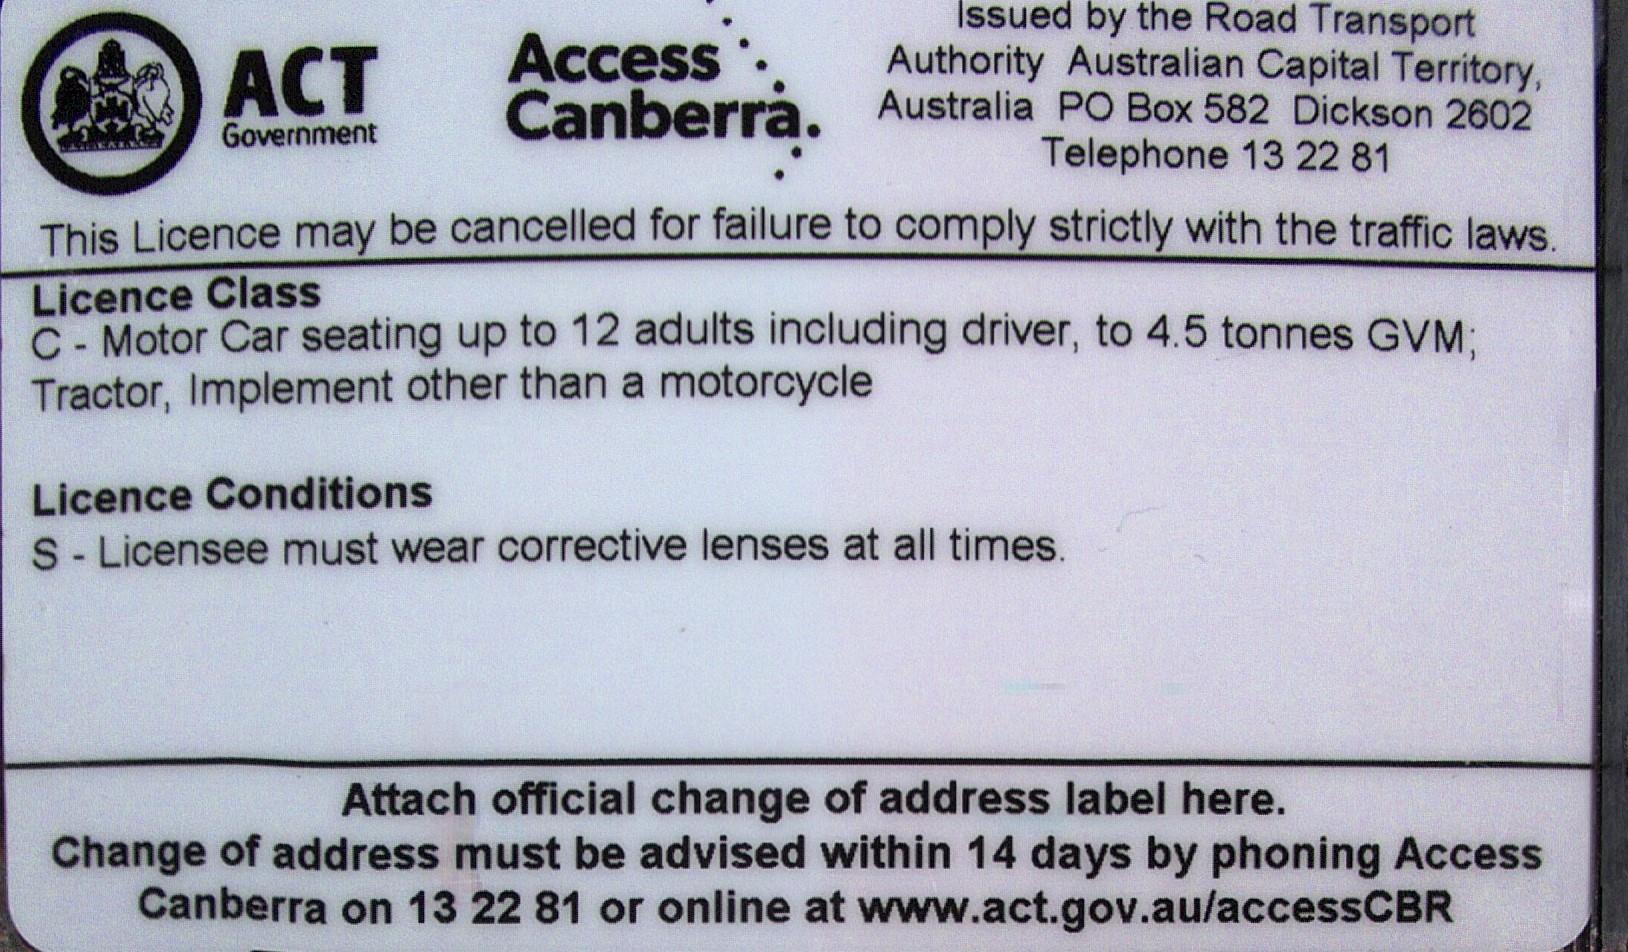 ACT
Government
Access
Canberra.
Issued by the Road Transport
Authority Australian Capital Territory,
Australia PO Box 582 Dickson 2602
Telephone 13 22 81
This Licence may be cancelled for failure to comply strictly with the traffic laws.
Licence Class
C - Motor Car seating up to 12 adults including driver, to 4.5 tonnes GVM;
Tractor, Implement other than a motorcycle
Licence Conditions
S - Licensee must wear corrective lenses at all times.
Attach official change of address label here.
Change of address must be advised within 14 days by phoning Access
Canberra on 13 22 81 or online at www.act.gov.au/accessCBR